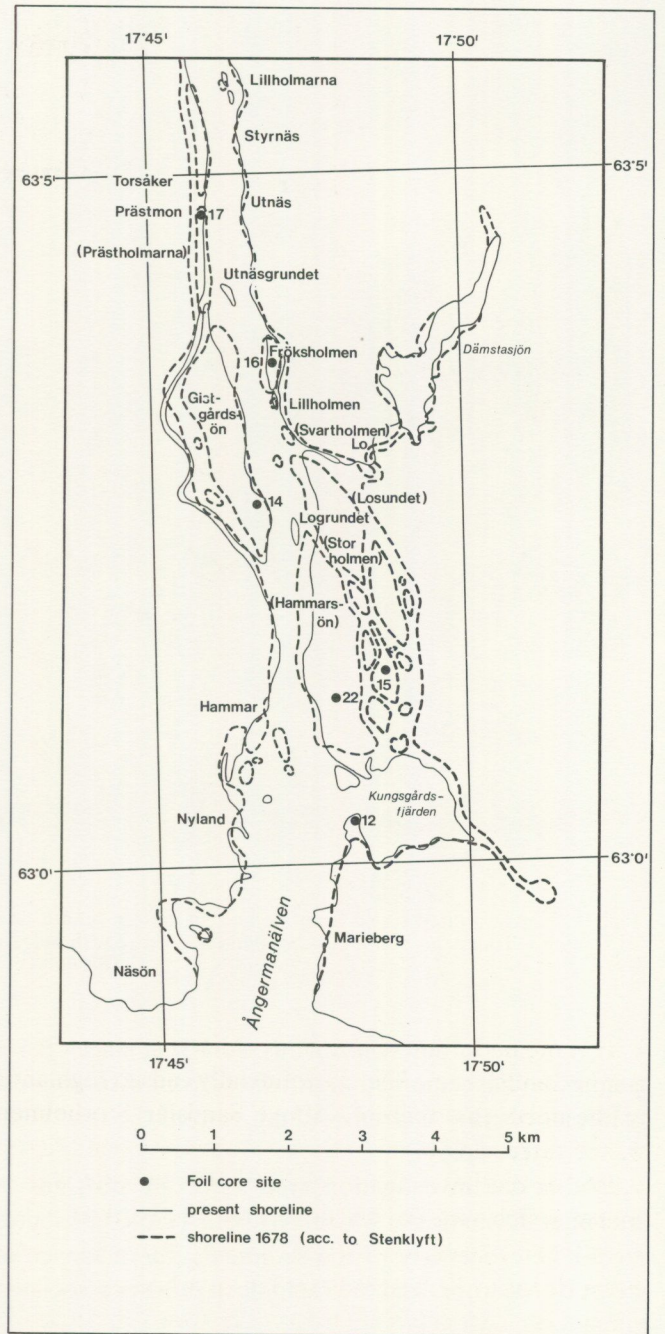 17°45' 17°50'
Lillholmarna
Styrnäs
63°5' 63°5'
Torsåker
Prästmon 17 Utnäs
(Prästholmarna)
Utnäsgrundet
16 Fröksholmen
Dämstasjön
Gist-
gårds-
ön
Lillholmen
(Svartholmen)
Lo
14
(Losundet)
Logrundet
(Stor
holmen)
(Hammars-
ön)
15
22
Hammar
Kungsgårds-
fjärden
Nyland
12
63°0' 63°0'
Ångermanälven
Marieberg
Näsön
17°45' 17°50'
0 1 2 3 4 5 km
Foil core site
present shoreline
shoreline 1678 (acc. to Stenklyft)